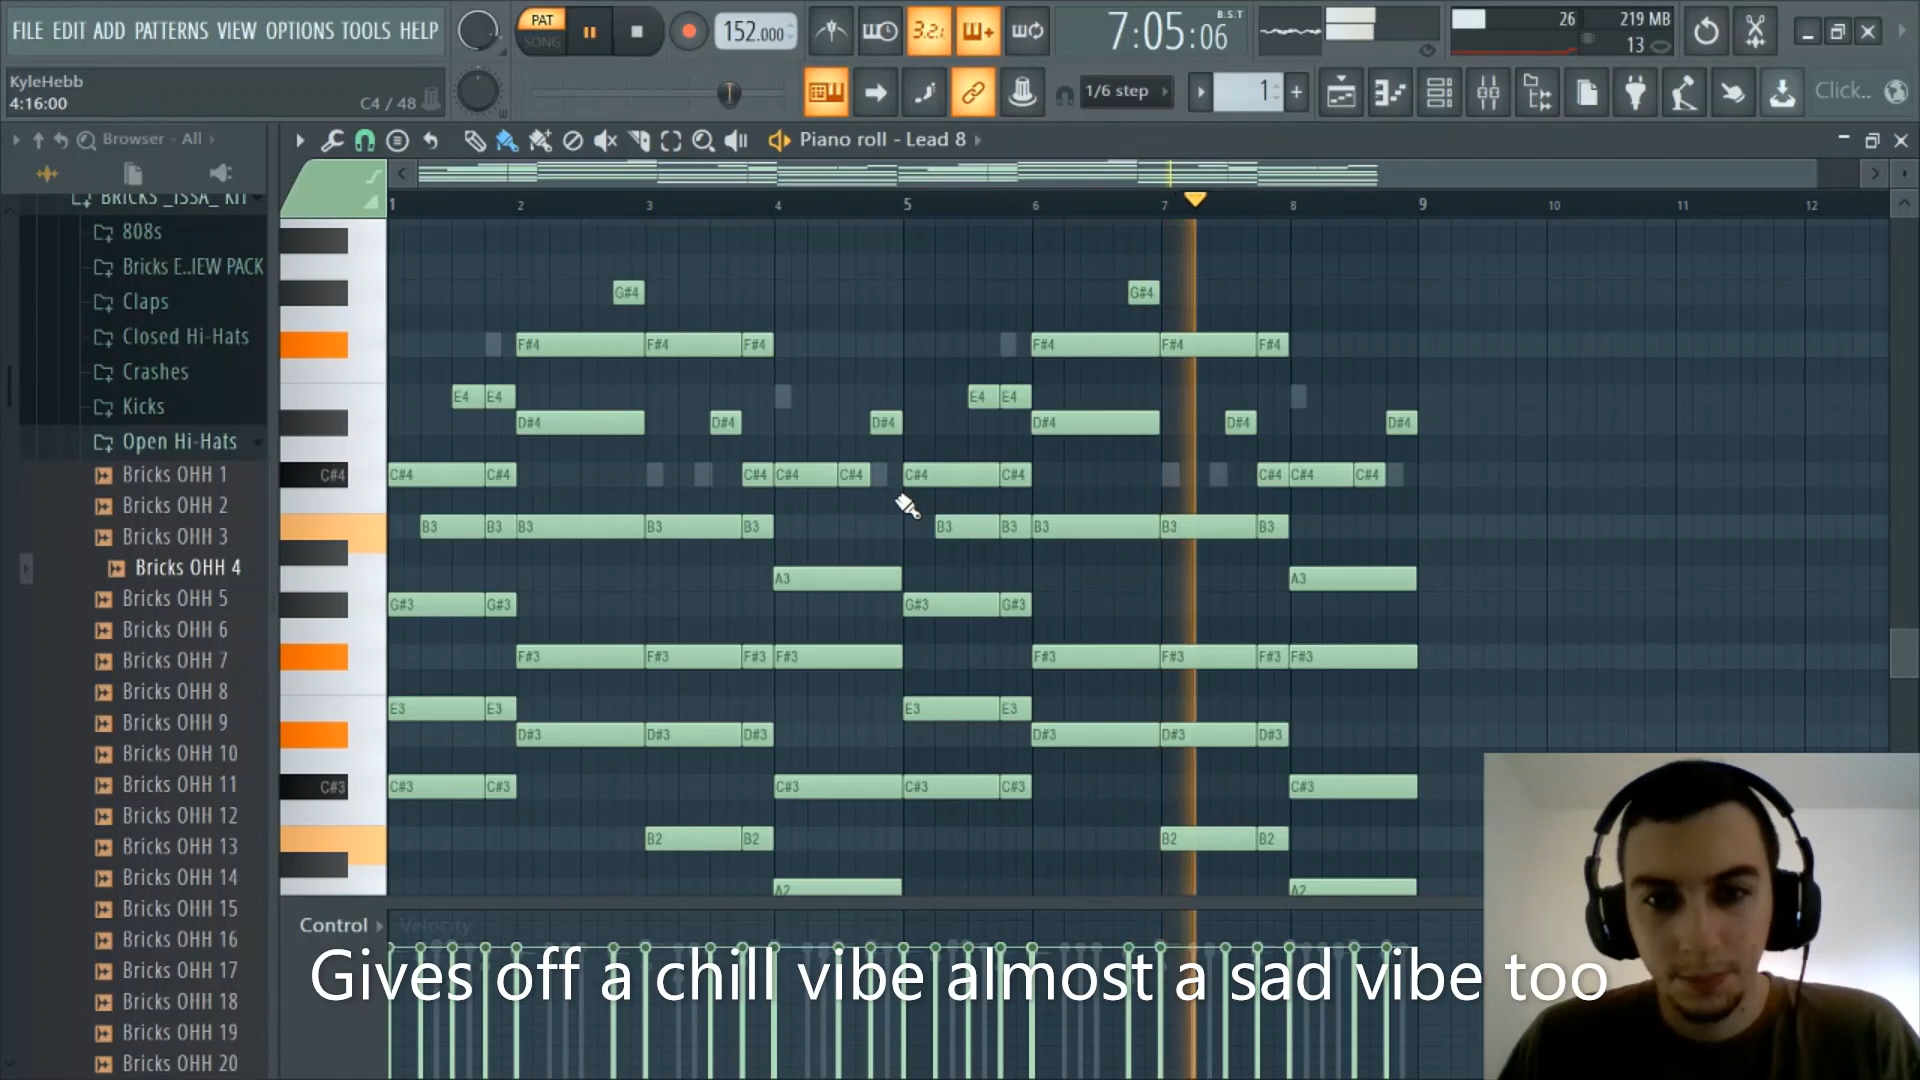 FILE EDIT ADD PATTERNS VIEW OPTIONS TOOLS HELP
PAT
SONG
152.000
3.2.
7:05:06
B:S:T
26
219 MB
13
KyleHebb
4:16:00
C4 / 48
1/6 step
1
Click..
Browser - All
Piano roll - Lead 8
BRICKS _ISSA_ KIT
808s
Bricks E..IEW PACK
Claps
Closed Hi-Hats
Crashes
Kicks
Open Hi-Hats
Bricks OHH 1
Bricks OHH 2
Bricks OHH 3
Bricks OHH 4
Bricks OHH 5
Bricks OHH 6
Bricks OHH 7
Bricks OHH 8
Bricks OHH 9
Bricks OHH 10
Bricks OHH 11
Bricks OHH 12
Bricks OHH 13
Bricks OHH 14
Bricks OHH 15
Bricks OHH 16
Bricks OHH 17
Bricks OHH 18
Bricks OHH 19
Bricks OHH 20
1 2 3 4 5 6 7 8 9 10 11 12
G#4 G#4
F#4 F#4 F#4 F#4 F#4 F#4
E4 E4 E4 E4
D#4 D#4 D#4 D#4 D#4 D#4
C#4 C#4 C#4 C#4 C#4 C#4 C#4 C#4 C#4 C#4 C#4
B3 B3 B3 B3 B3 B3 B3 B3 B3 B3
A3 A3
G#3 G#3 G#3 G#3
F#3 F#3 F#3 F#3 F#3 F#3 F#3 F#3
E3 E3 E3 E3
D#3 D#3 D#3 D#3 D#3 D#3
C#3 C#3 C#3 C#3 C#3 C#3 C#3
B2 B2 B2 B2
A2 A2
Control Velocity
Gives off a chill vibe almost a sad vibe too